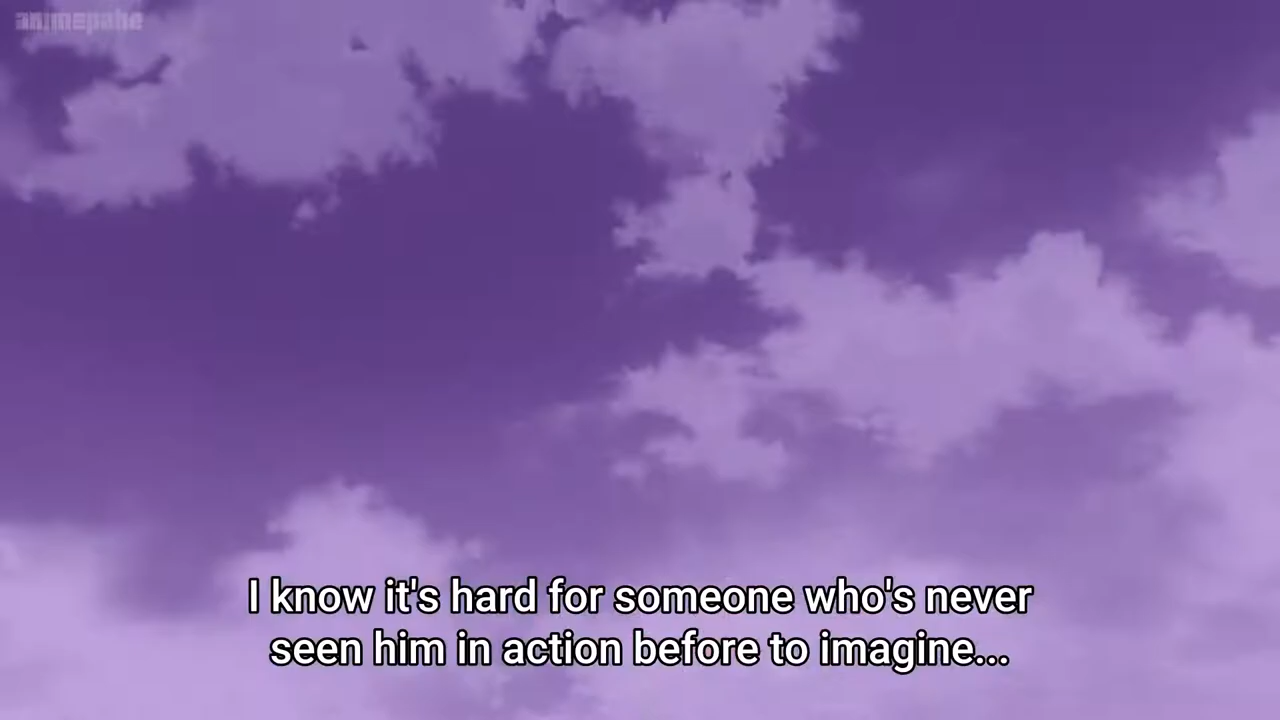 animepahe
I know it's hard for someone who's never
seen him in action before to imagine...